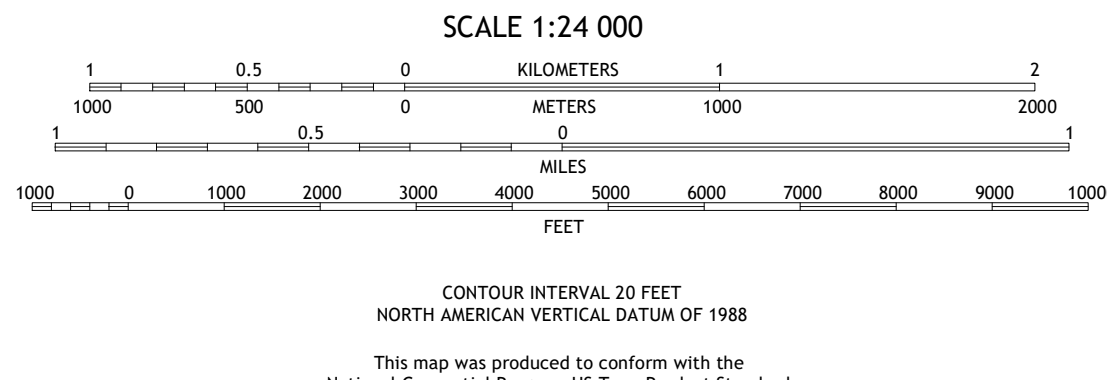 SCALE 1:24 000
1 0.5 0 KILOMETERS 1 2
1000 500 0 METERS 1000 2000
1 0.5 0 1
MILES
1000 0 1000 2000 3000 4000 5000 6000 7000 8000 9000 1000
FEET
CONTOUR INTERVAL 20 FEET
NORTH AMERICAN VERTICAL DATUM OF 1988
This map was produced to conform with the